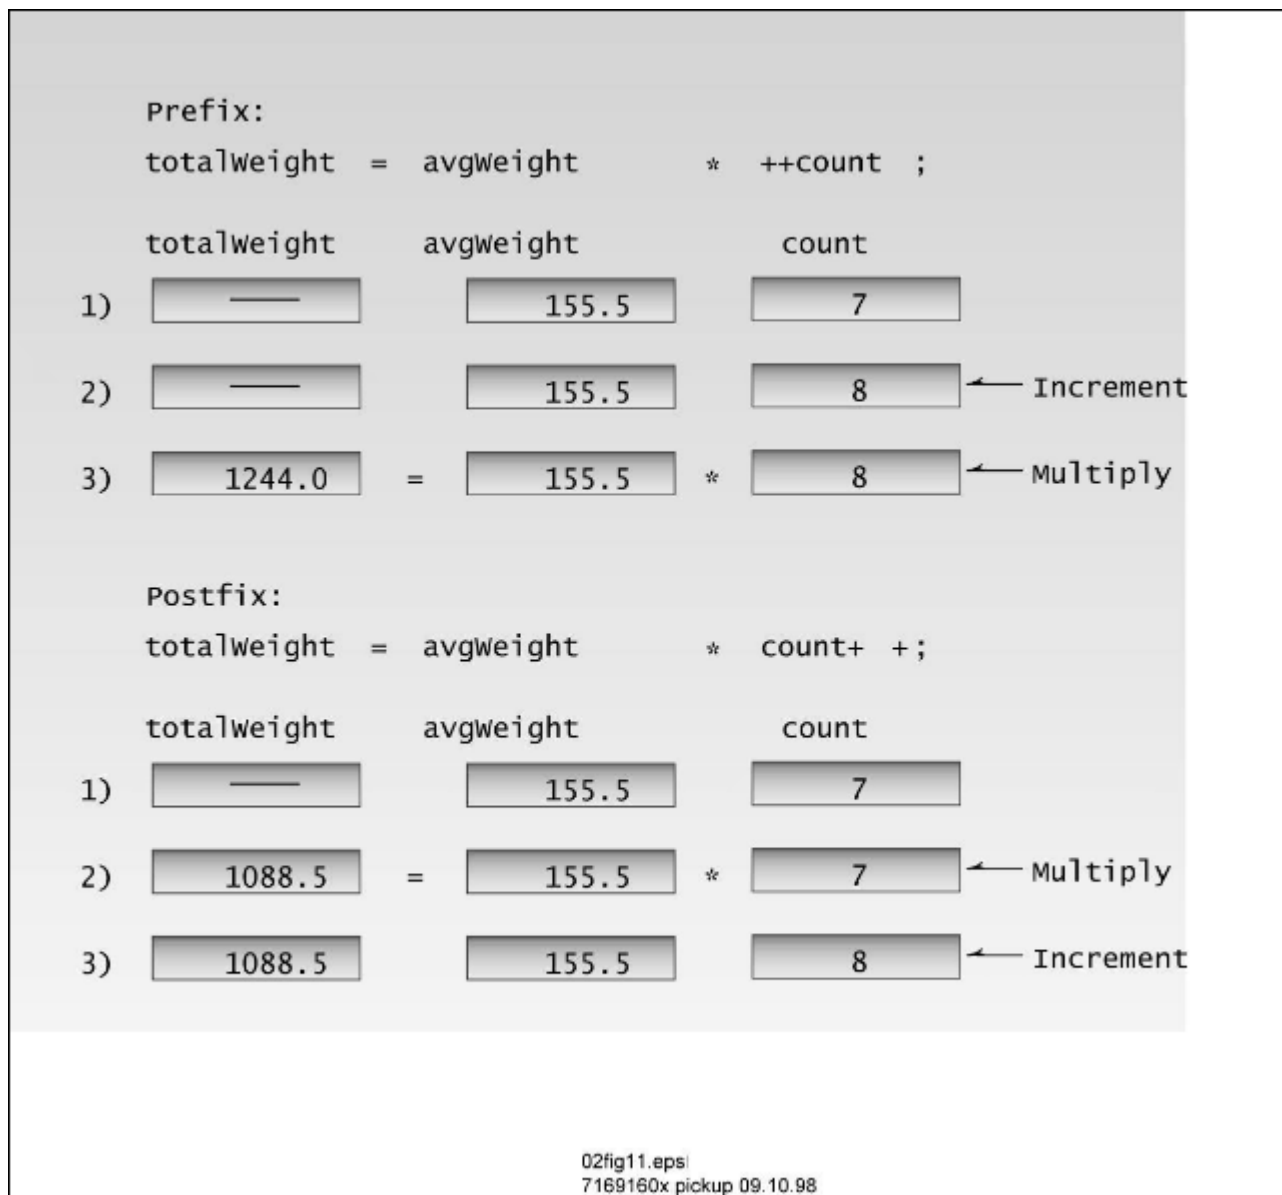 Prefix:
totalWeight = avgWeight * ++count ;
totalWeight avgWeight count
1) — 155.5 7
2) — 155.5 8 Increment
3) 1244.0 = 155.5 * 8 Multiply
Postfix:
totalWeight = avgWeight * count+ +;
totalWeight avgWeight count
1) — 155.5 7
2) 1088.5 = 155.5 * 7 Multiply
3) 1088.5 155.5 8 Increment
02fig11.eps
7169160x pickup 09.10.98